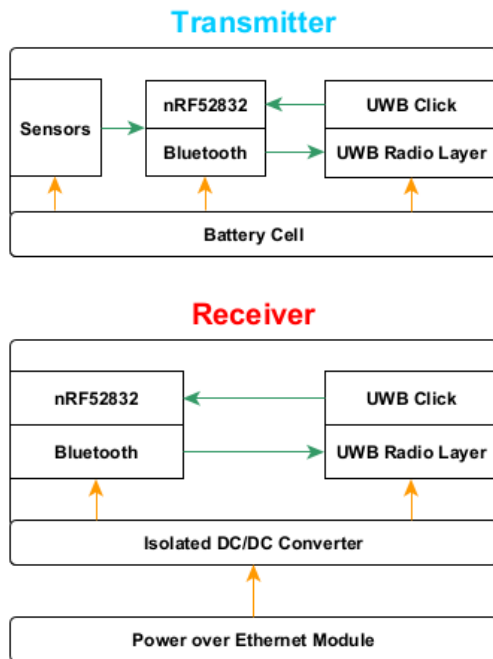 Transmitter
Sensors
nRF52832
Bluetooth
UWB Click
UWB Radio Layer
Battery Cell
Receiver
nRF52832
Bluetooth
UWB Click
UWB Radio Layer
Isolated DC/DC Converter
Power over Ethernet Module